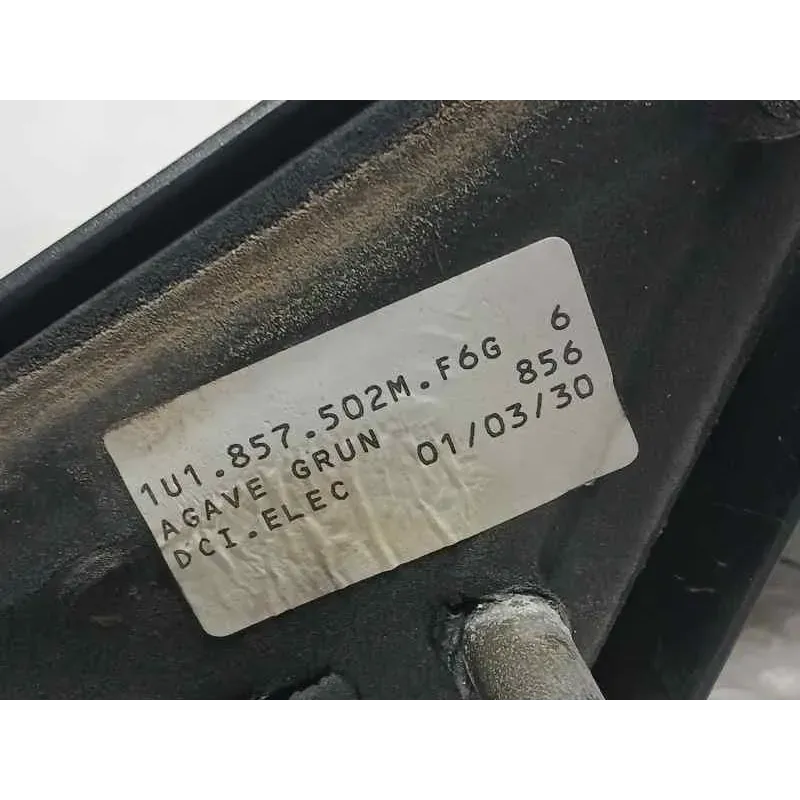 1U1.857.502M.F6G 6
AGAVE GRUN 856
DCI.ELEC 01/03/30